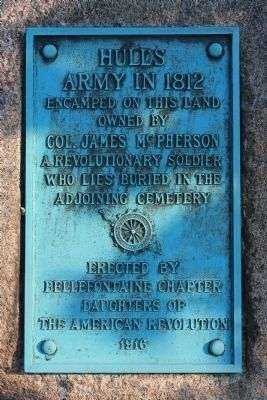 HULL'S
ARMY IN 1812
ENCAMPED ON THIS LAND
OWNED BY
COL. JAMES McPHERSON
A REVOLUTIONARY SOLDIER
WHO LIES BURIED IN THE
ADJOINING CEMETERY
ERECTED BY
BELLEFONTAINE CHAPTER
DAUGHTERS OF
THE AMERICAN REVOLUTION
1916